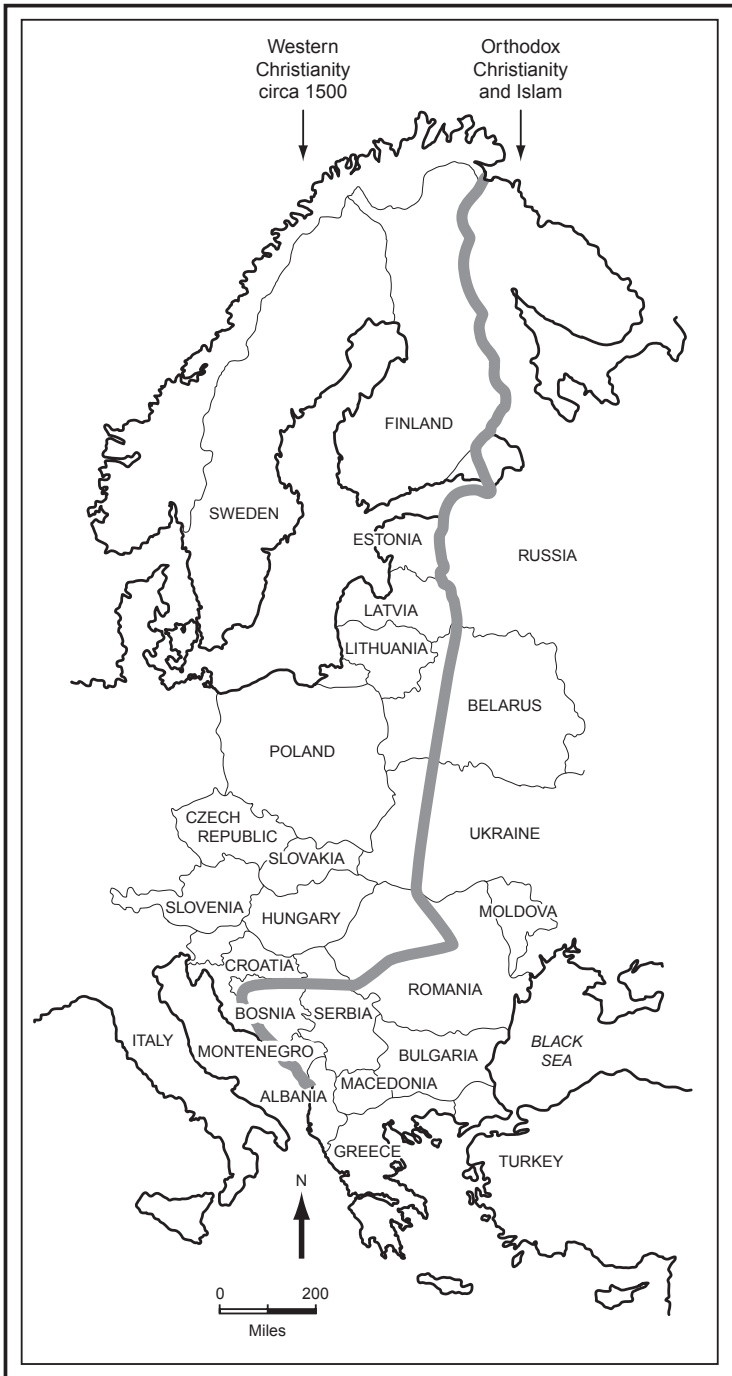 Western
Christianity
circa 1500
Orthodox
Christianity
and Islam
FINLAND
SWEDEN
ESTONIA
RUSSIA
LATVIA
LITHUANIA
BELARUS
POLAND
CZECH
REPUBLIC
UKRAINE
SLOVAKIA
SLOVENIA
HUNGARY
MOLDOVA
CROATIA
ROMANIA
BOSNIA
SERBIA
ITALY
MONTENEGRO
BULGARIA
BLACK
SEA
MACEDONIA
ALBANIA
GREECE
TURKEY
N
0 200
Miles